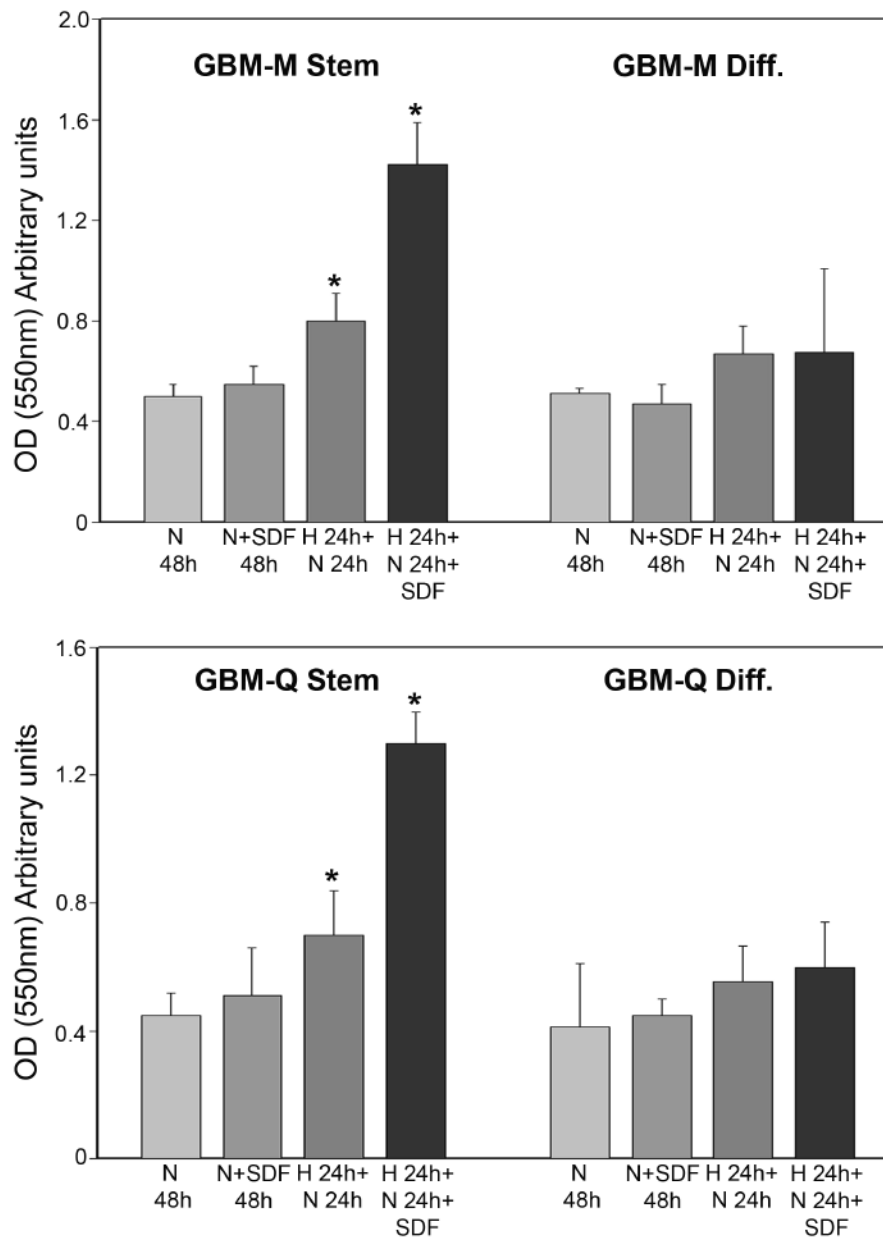 2.0
GBM-M Stem GBM-M Diff.
*
1.6
1.2
*
0.8
0.4
0
OD (550nm) Arbitrary units
N N+SDF H 24h+ H 24h+ N N+SDF H 24h+ H 24h+
48h 48h N 24h N 24h+ 48h 48h N 24h N 24h+
SDF SDF
1.6
GBM-Q Stem GBM-Q Diff.
*
1.2
*
0.8
0.4
0
OD (550nm) Arbitrary units
N N+SDF H 24h+ H 24h+ N N+SDF H 24h+ H 24h+
48h 48h N 24h N 24h+ 48h 48h N 24h N 24h+
SDF SDF